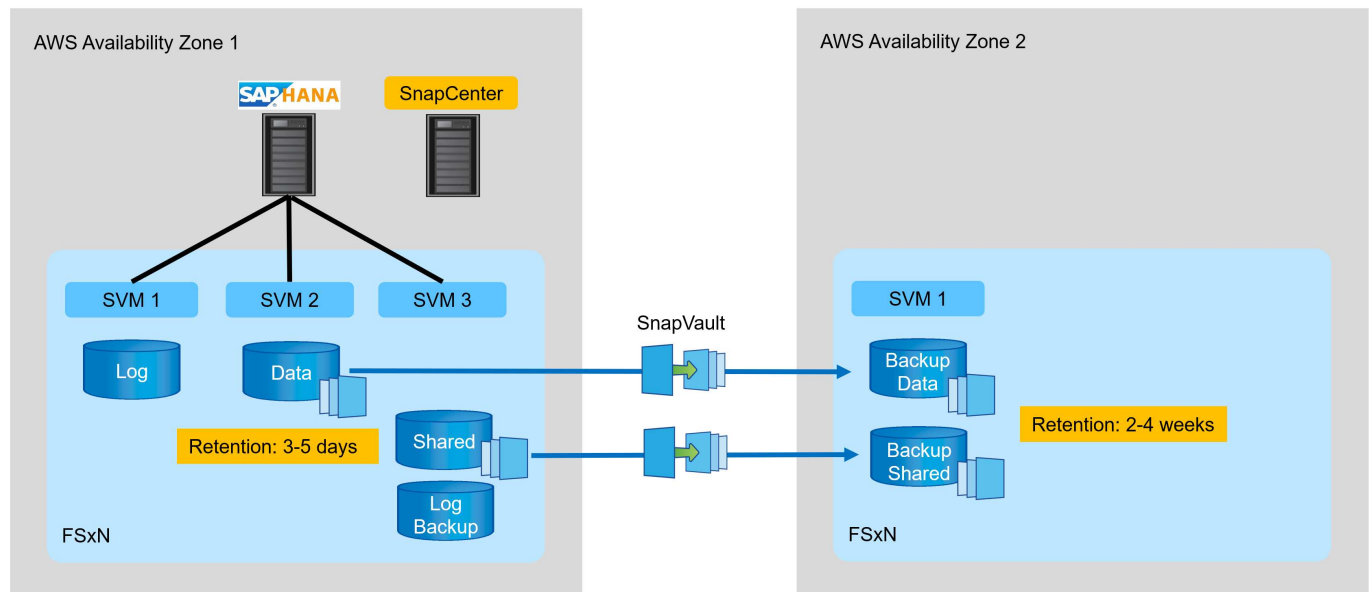 AWS Availability Zone 1
AWS Availability Zone 2
SAP HANA
SnapCenter
SVM 1
SVM 2
SVM 3
SnapVault
SVM 1
Log
Data
Backup
Data
Retention: 3-5 days
Shared
Retention: 2-4 weeks
Backup
Shared
Log
Backup
FSxN
FSxN